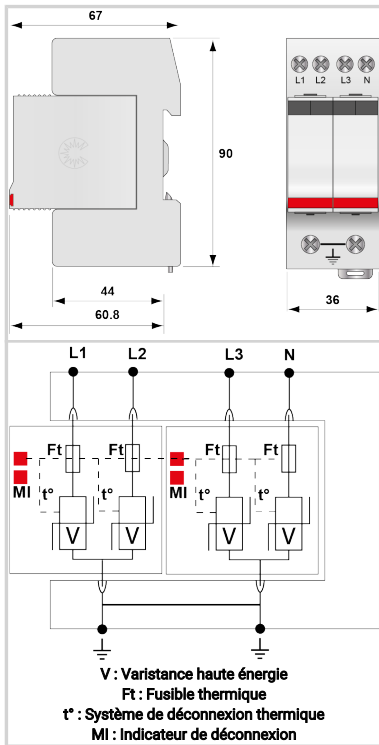 67
L1 L2 L3 N
90
44
60.8
36
L1 L2 L3 N
Ft Ft Ft Ft
MI t° t° MI t° t°
V V V V
V : Varistance haute énergie
Ft : Fusible thermique
t° : Système de déconnexion thermique
MI : Indicateur de déconnexion